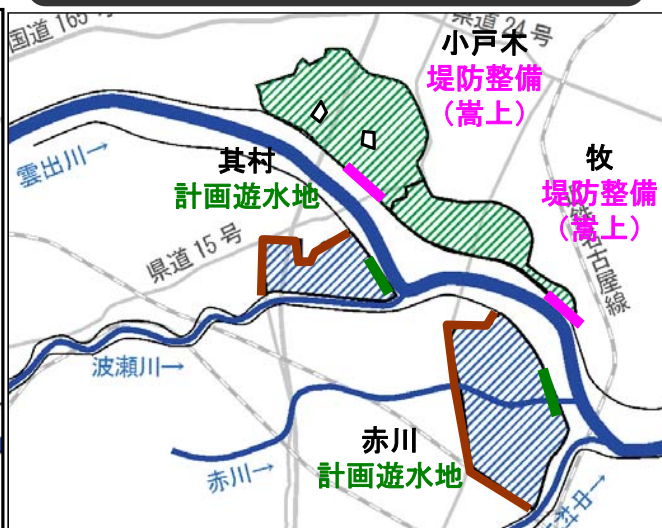 国道165号
県道24号
小戸木
堤防整備
（嵩上）
雲出川→
其村
計画遊水地
牧
堤防整備
（嵩上）
県道15号
名古屋線
波瀬川→
赤川
計画遊水地
赤川→